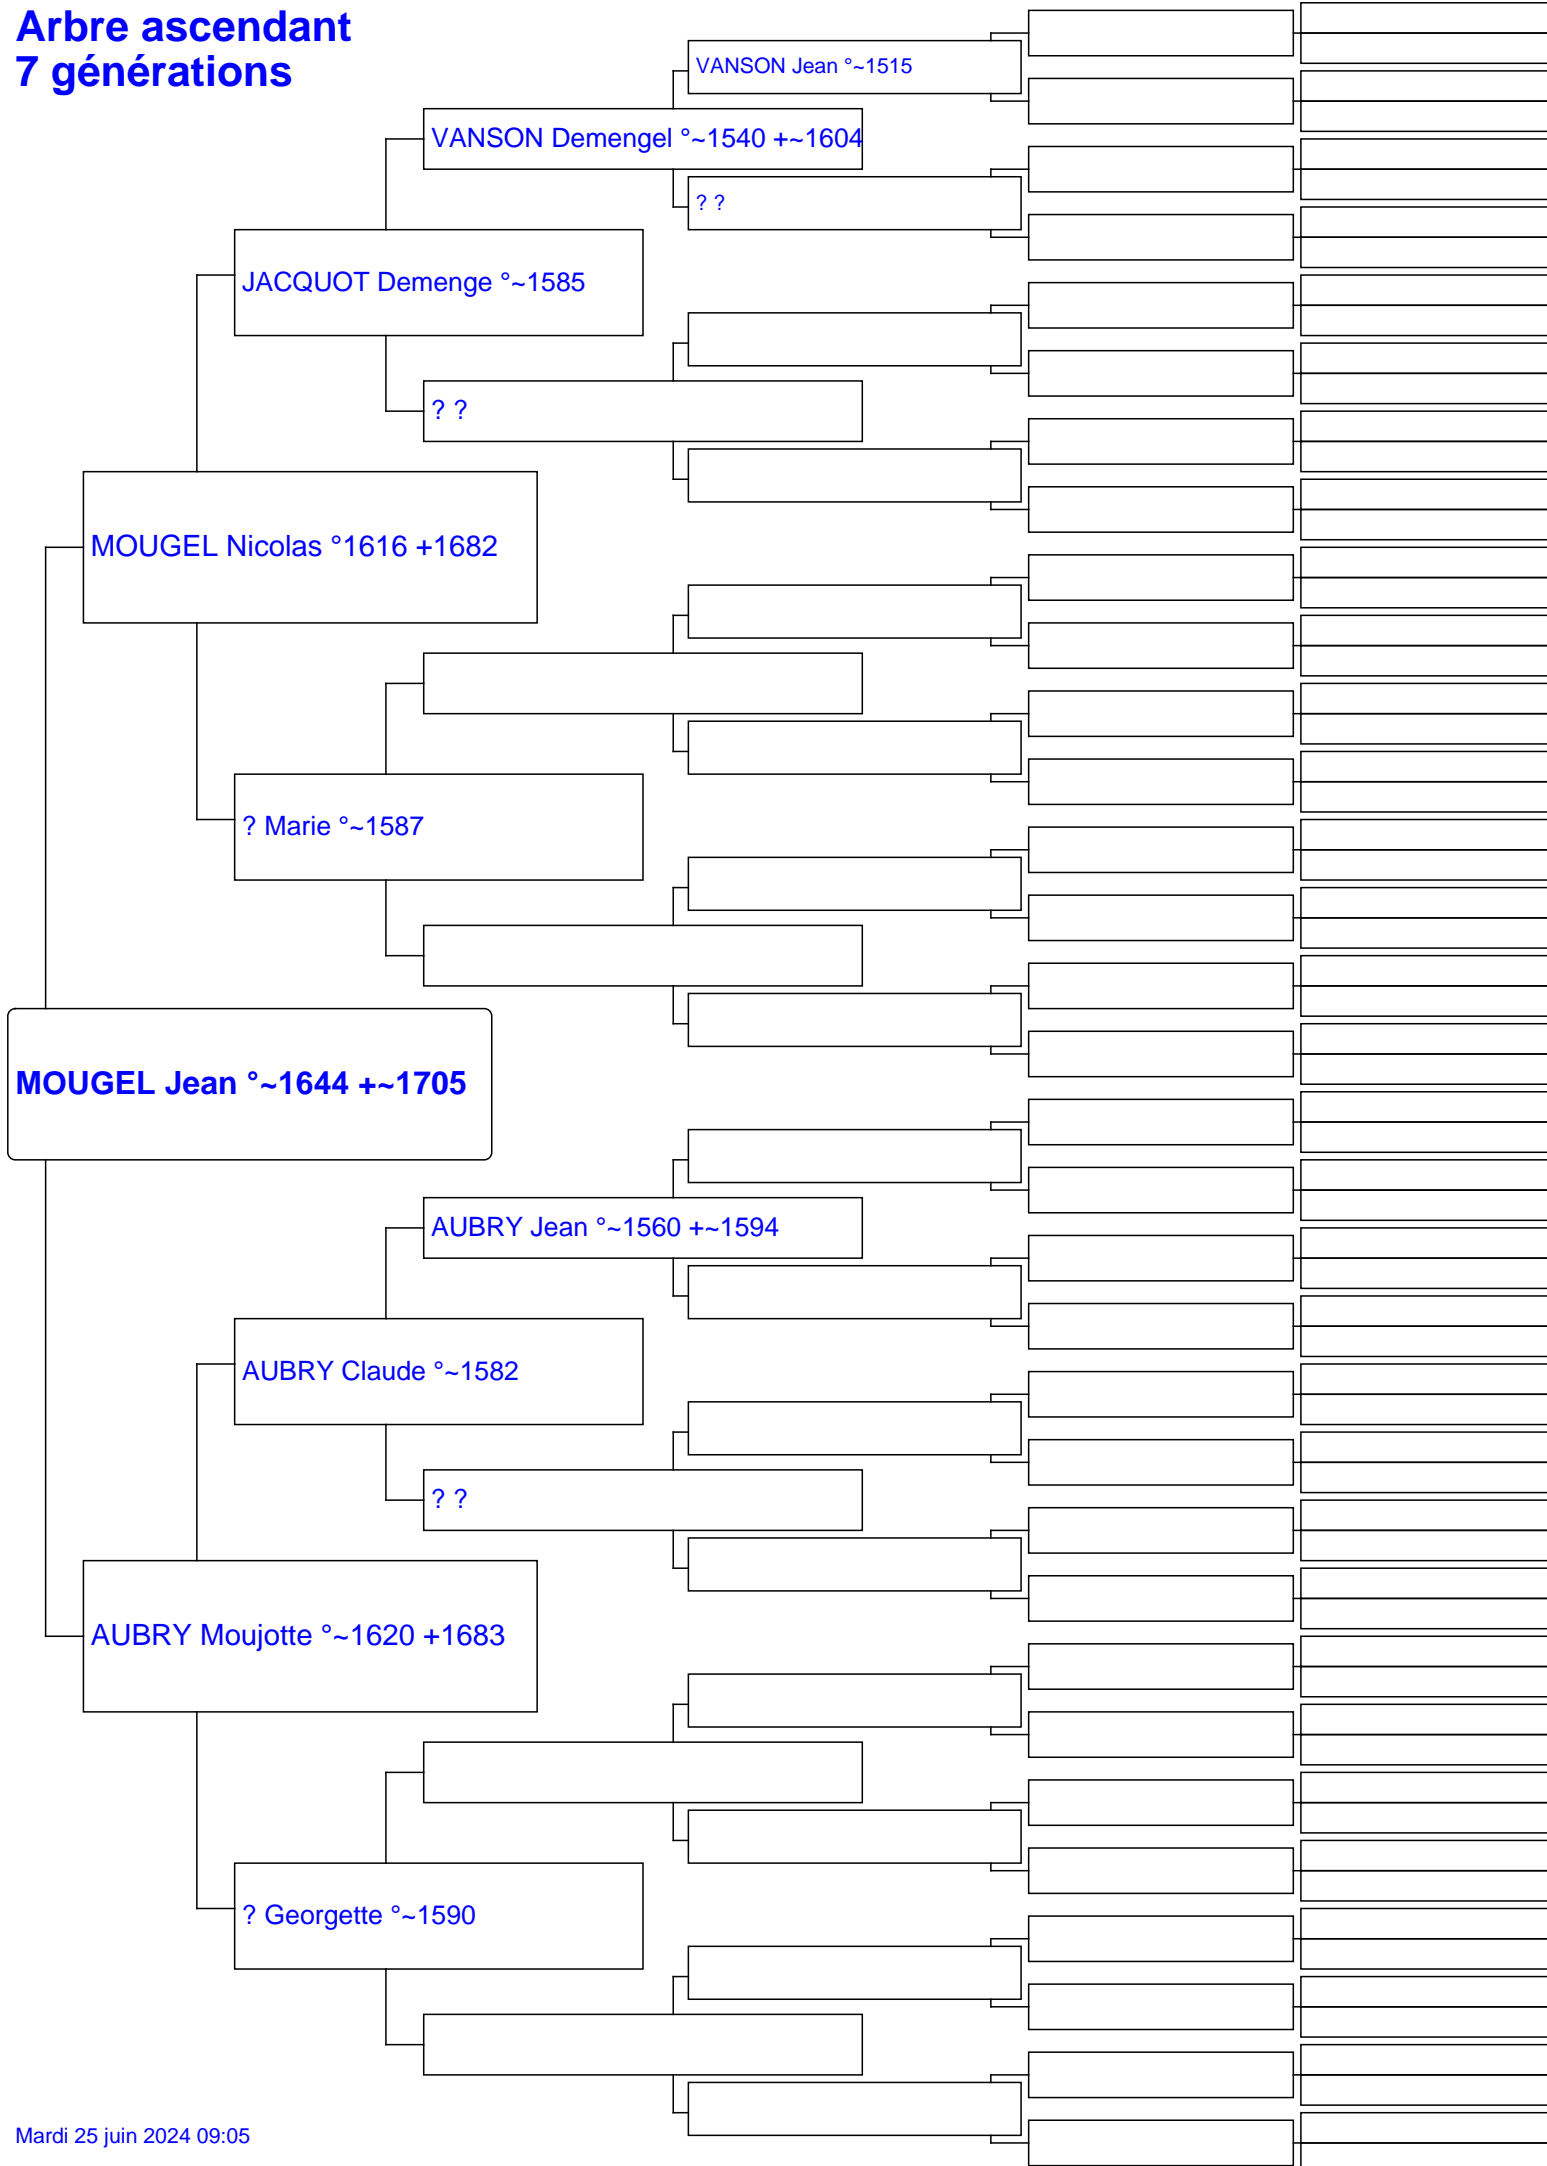 Arbre ascendant
7 générations
VANSON Jean °~1515
VANSON Demengel °~1540 +~1604
? ?
JACQUOT Demenge °~1585
? ?
MOUGEL Nicolas °1616 +1682
? Marie °~1587
MOUGEL Jean °~1644 +~1705
AUBRY Jean °~1560 +~1594
AUBRY Claude °~1582
? ?
AUBRY Moujotte °~1620 +1683
? Georgette °~1590
Mardi 25 juin 2024 09:05